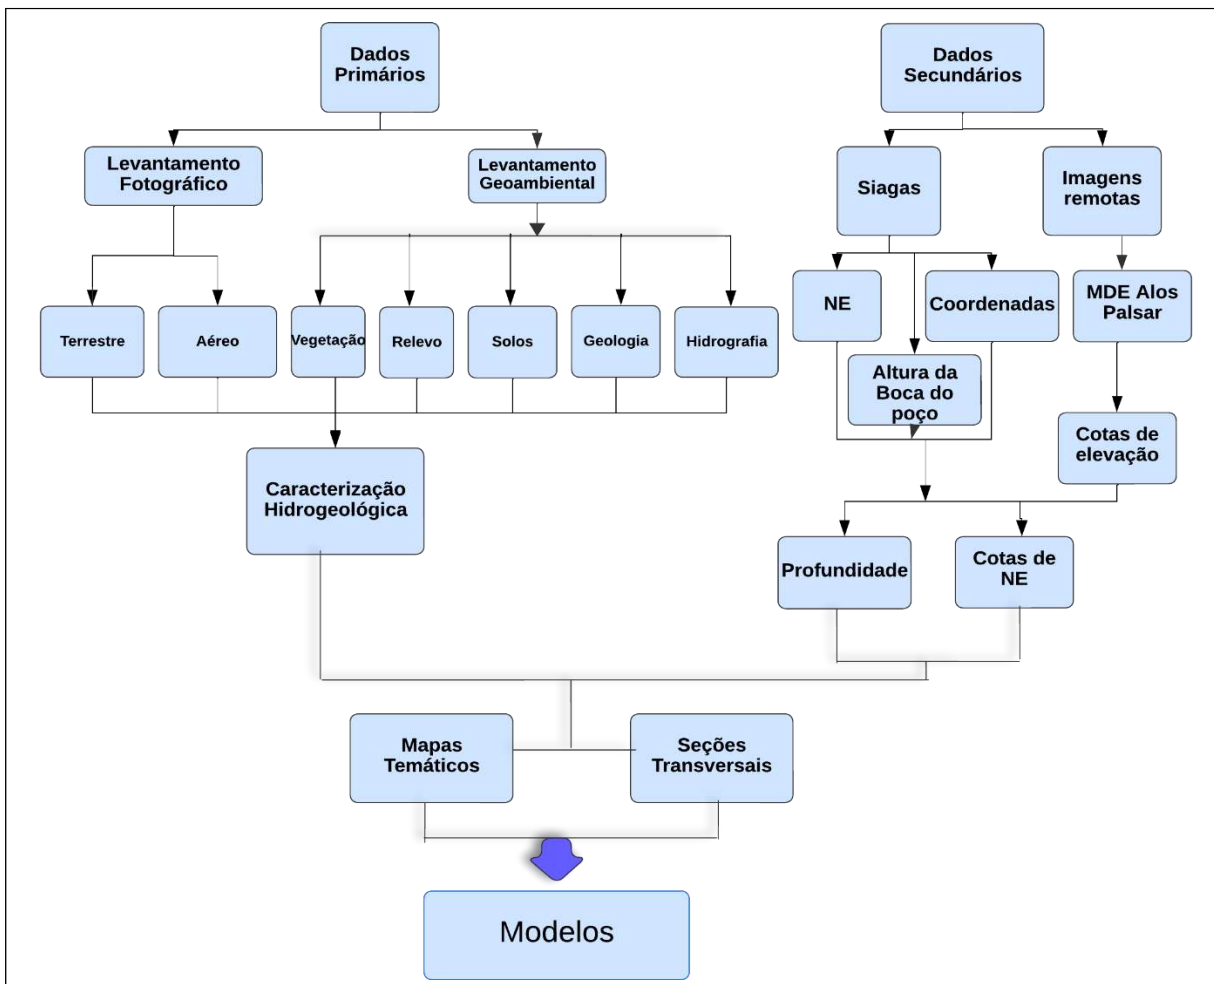 Dados
Primários
Dados
Secundários
Levantamento
Fotográfico
Levantamento
Geoambiental
Siagas
Imagens
remotas
Terrestre
Aéreo
Vegetação
Relevo
Solos
Geologia
Hidrografia
NE
Coordenadas
MDE Alos
Palsar
Altura da
Boca do
poço
Cotas de
elevação
Caracterização
Hidrogeológica
Profundidade
Cotas de
NE
Mapas
Temáticos
Seções
Transversais
Modelos